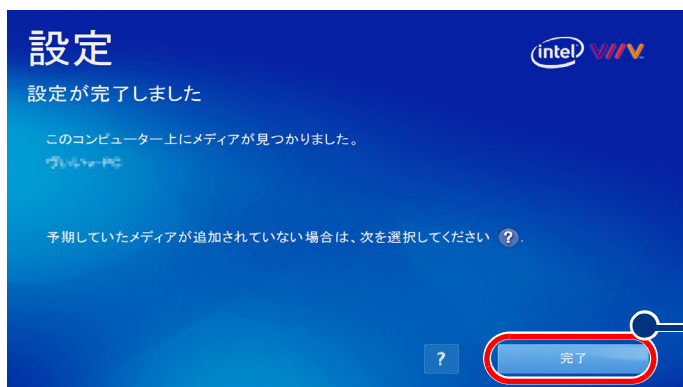 設定
intel VIIV
設定が完了しました
このコンピューター上にメディアが見つかりました。
予期していたメディアが追加されていない場合は、次を選択してください ? .
?
完了